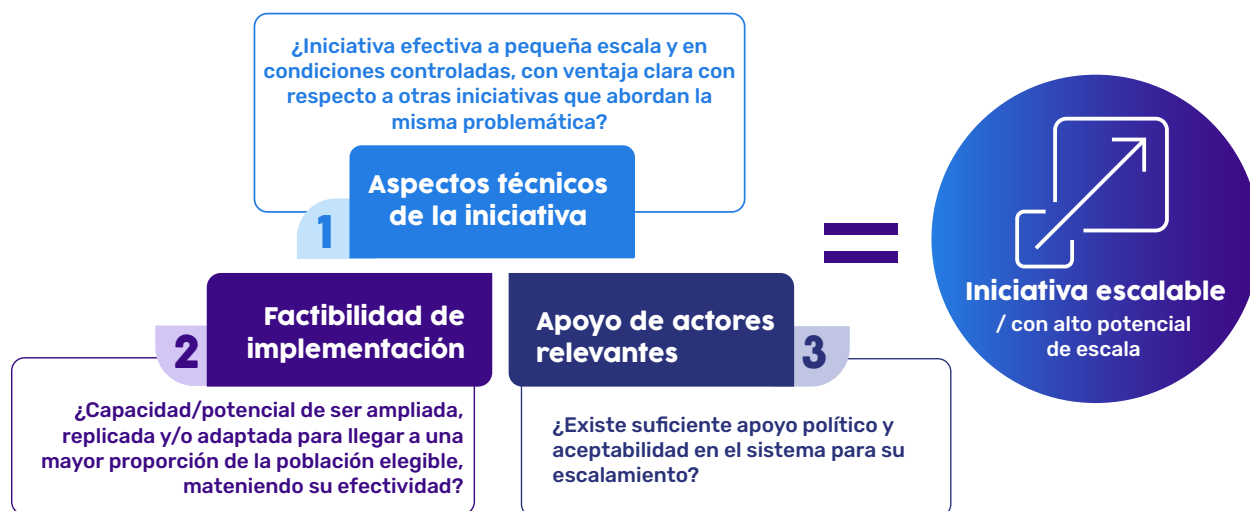 ¿Iniciativa efectiva a pequeña escala y en
condiciones controladas, con ventaja clara con
respecto a otras iniciativas que abordan la
misma problemática?
Aspectos técnicos
de la iniciativa
1
Factibilidad de
implementación
2
¿Capacidad/potencial de ser ampliada,
replicada y/o adaptada para llegar a una
mayor proporción de la población elegible,
mateniendo su efectividad?
Apoyo de actores
relevantes
3
¿Existe suficiente apoyo político y
aceptabilidad en el sistema para su
escalamiento?
=
Iniciativa escalable
/ con alto potencial
de escala